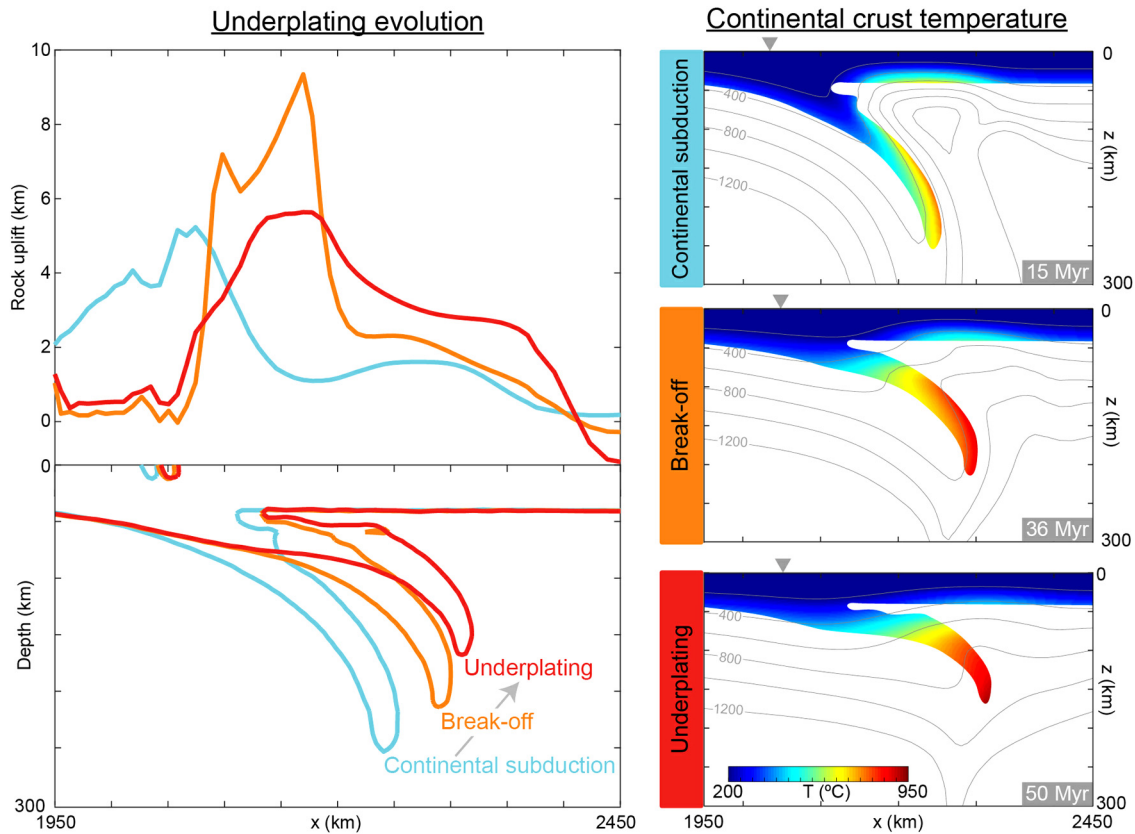 Underplating evolution
10
8
6
4
2
0
Rock uplift (km)
0
300
Depth (km)
Underplating
Break-off
Continental subduction
1950
x (km)
2450
Continental crust temperature
Continental subduction
400
800
1200
0
z (km)
300
15 Myr
Break-off
400
800
1200
0
z (km)
300
36 Myr
Underplating
400
800
1200
0
z (km)
300
50 Myr
200
T (ºC)
950
1950
x (km)
2450